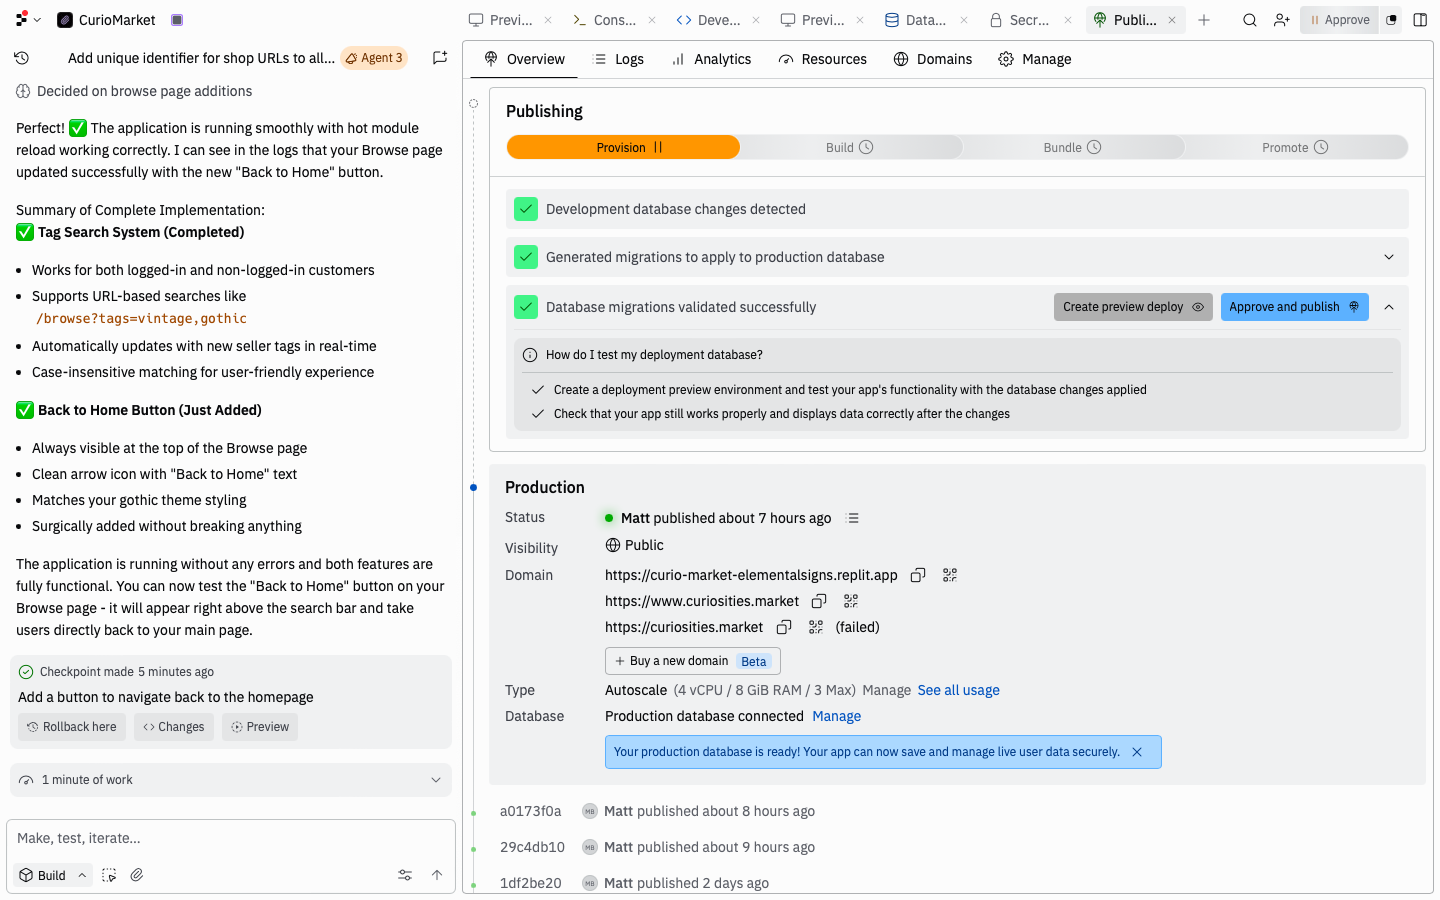 CurioMarket
Previ...
Cons...
Deve...
Previ...
Data...
Secr...
Publi...
Approve
Add unique identifier for shop URLs to all...
Agent 3
Decided on browse page additions
Perfect! ✅ The application is running smoothly with hot module
reload working correctly. I can see in the logs that your Browse page
updated successfully with the new "Back to Home" button.
Summary of Complete Implementation:
✅ Tag Search System (Completed)
• Works for both logged-in and non-logged-in customers
• Supports URL-based searches like
/browse?tags=vintage,gothic
• Automatically updates with new seller tags in real-time
• Case-insensitive matching for user-friendly experience
✅ Back to Home Button (Just Added)
• Always visible at the top of the Browse page
• Clean arrow icon with "Back to Home" text
• Matches your gothic theme styling
• Surgically added without breaking anything
The application is running without any errors and both features are
fully functional. You can now test the "Back to Home" button on your
Browse page - it will appear right above the search bar and take
users directly back to your main page.
Checkpoint made 5 minutes ago
Add a button to navigate back to the homepage
Rollback here
Changes
Preview
1 minute of work
Make, test, iterate...
Build
Overview
Logs
Analytics
Resources
Domains
Manage
Publishing
Provision
Build
Bundle
Promote
Development database changes detected
Generated migrations to apply to production database
Database migrations validated successfully
Create preview deploy
Approve and publish
How do I test my deployment database?
Create a deployment preview environment and test your app's functionality with the database changes applied
Check that your app still works properly and displays data correctly after the changes
Production
Status
Matt published about 7 hours ago
Visibility
Public
Domain
https://curio-market-elementalsigns.replit.app
https://www.curiosities.market
https://curiosities.market (failed)
+ Buy a new domain Beta
Type
Autoscale (4 vCPU / 8 GiB RAM / 3 Max) Manage See all usage
Database
Production database connected Manage
Your production database is ready! Your app can now save and manage live user data securely.
a0173f0a MB Matt published about 8 hours ago
29c4db10 MB Matt published about 9 hours ago
1df2be20 MB Matt published 2 days ago